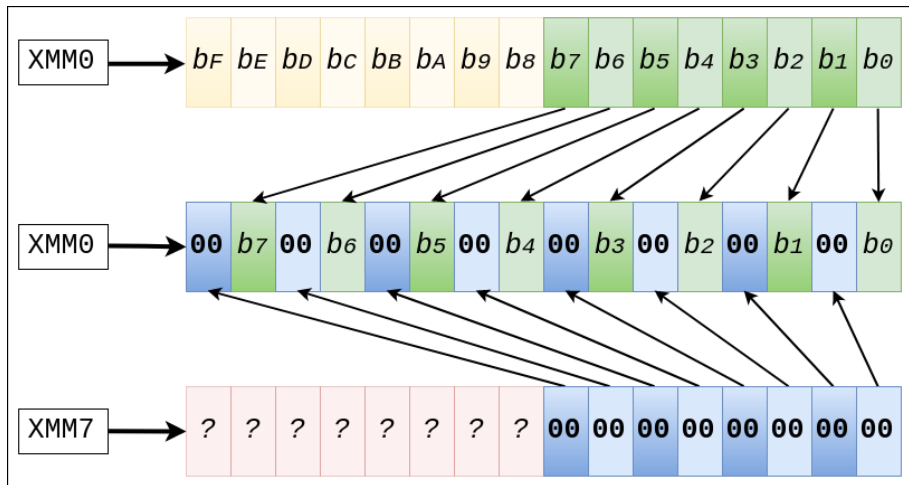 XMM0 bF bE bD bC bB bA b9 b8 b7 b6 b5 b4 b3 b2 b1 b0
XMM0 00 b7 00 b6 00 b5 00 b4 00 b3 00 b2 00 b1 00 b0
XMM7 ? ? ? ? ? ? ? ? 00 00 00 00 00 00 00 00